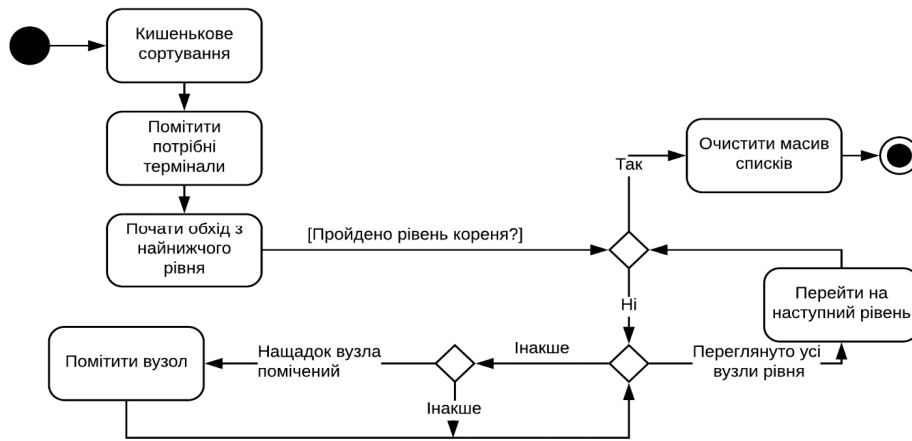 Кишенькове
сортування
Помітити
потрібні
термінали
Почати обхід з
найнижчого
рівня
[Пройдено рівень кореня?]
Так
Очистити масив
списків
Ні
Перейти на
наступний рівень
Помітити вузол
Нащадок вузла
помічений
Інакше
Переглянуто усі
вузли рівня
Інакше